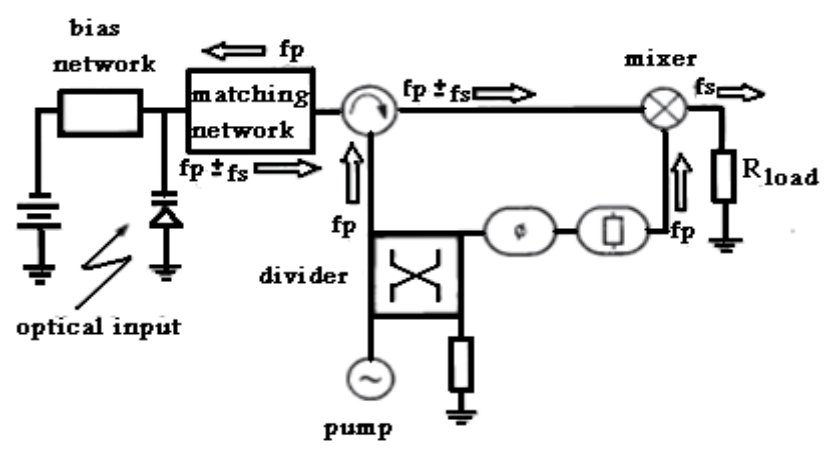 bias
network
fp
matching
network
fp ± fs
mixer
fs
fp ± fs
R load
fp
fp
divider
ø
optical input
pump